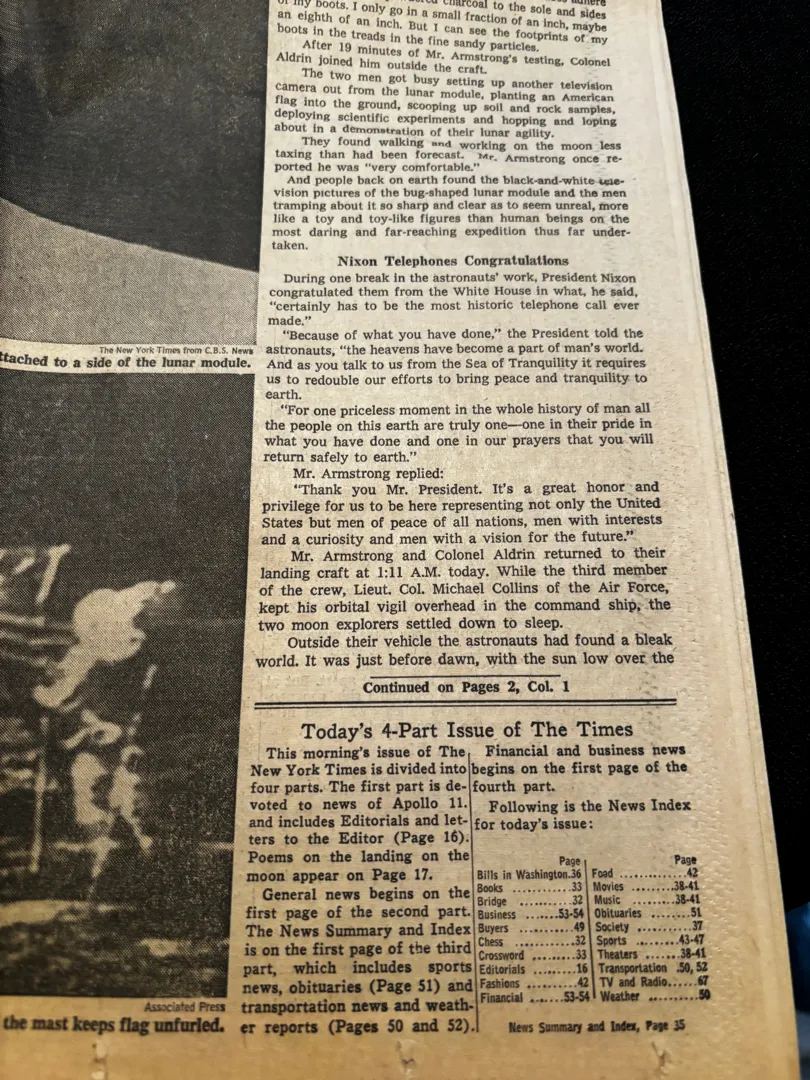 of my boots. I only go in a small fraction of an inch, maybe
an eighth of an inch. But I can see the footprints of my
boots in the treads in the fine sandy particles.
After 19 minutes of Mr. Armstrong's testing, Colonel
Aldrin joined him outside the craft.
The two men got busy setting up another television
camera out from the lunar module, planting an American
flag into the ground, scooping up soil and rock samples,
deploying scientific experiments and hopping and loping
about in a demonstration of their lunar agility.
They found walking and working on the moon less
taxing than had been forecast. Mr. Armstrong once re-
ported he was "very comfortable."
And people back on earth found the black-and-white tele-
vision pictures of the bug-shaped lunar module and the men
tramping about it so sharp and clear as to seem unreal, more
like a toy and toy-like figures than human beings on the
most daring and far-reaching expedition thus far under-
taken.
Nixon Telephones Congratulations
During one break in the astronauts' work, President Nixon
congratulated them from the White House in what, he said,
"certainly has to be the most historic telephone call ever
made."
"Because of what you have done," the President told the
astronauts, "the heavens have become a part of man's world.
And as you talk to us from the Sea of Tranquility it requires
us to redouble our efforts to bring peace and tranquility to
earth.
"For one priceless moment in the whole history of man all
the people on this earth are truly one—one in their pride in
what you have done and one in our prayers that you will
return safely to earth."
Mr. Armstrong replied:
"Thank you Mr. President. It's a great honor and
privilege for us to be here representing not only the United
States but men of peace of all nations, men with interests
and a curiosity and men with a vision for the future."
Mr. Armstrong and Colonel Aldrin returned to their
landing craft at 1:11 A.M. today. While the third member
of the crew, Lieut. Col. Michael Collins of the Air Force,
kept his orbital vigil overhead in the command ship, the
two moon explorers settled down to sleep.
Outside their vehicle the astronauts had found a bleak
world. It was just before dawn, with the sun low over the
Continued on Pages 2, Col. 1
The New York Times from C.B.S. News
ttached to a side of the lunar module.
Associated Press
the mast keeps flag unfurled.
Today's 4-Part Issue of The Times
This morning's issue of The
New York Times is divided into
four parts. The first part is de-
voted to news of Apollo 11.
and includes Editorials and let-
ters to the Editor (Page 16).
Poems on the landing on the
moon appear on Page 17.
General news begins on the
first page of the second part.
The News Summary and Index
is on the first page of the third
part, which includes sports
news, obituaries (Page 51) and
transportation news and weath-
er reports (Pages 50 and 52).
Financial and business news
begins on the first page of the
fourth part.
Following is the News Index
for today's issue:
Page
Bills in Washington.36
Books ..........33
Bridge ..........32
Business .......53-54
Buyers ..........49
Chess ...........32
Crossword ........33
Editorials ........16
Fashions .........42
Financial .......53-54
Page
Food ............42
Movies .........38-41
Music .........38-41
Obituaries .......51
Society ..........37
Sports ........43-47
Theaters .......38-41
Transportation .50, 52
TV and Radio.....67
Weather .........50
News Summary and Index, Page 35